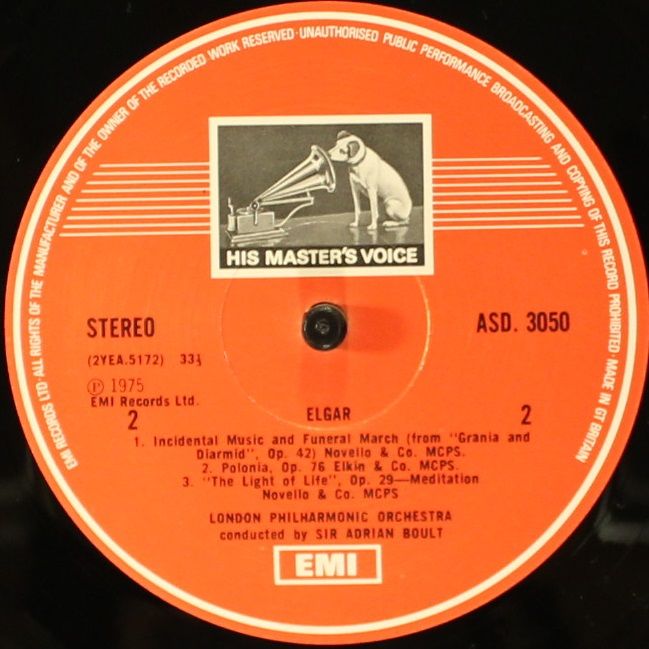 EMI RECORDS LTD·ALL RIGHTS OF THE MANUFACTURER AND OF THE OWNER OF THE RECORDED WORK RESERVED·UNAUTHORISED PUBLIC PERFORMANCE BROADCASTING AND COPYING OF THIS RECORD PROHIBITED·MADE IN GT BRITAIN
HIS MASTER'S VOICE
STEREO
ASD. 3050
(2YEA.5172) 33⅓
Ⓟ 1975
EMI Records Ltd.
2
ELGAR
2
1. Incidental Music and Funeral March (from "Grania and
Diarmid", Op. 42) Novello & Co. MCPS.
2. Polonia, Op. 76 Elkin & Co. MCPS.
3. "The Light of Life", Op. 29—Meditation
Novello & Co. MCPS
LONDON PHILHARMONIC ORCHESTRA
conducted by SIR ADRIAN BOULT
EMI